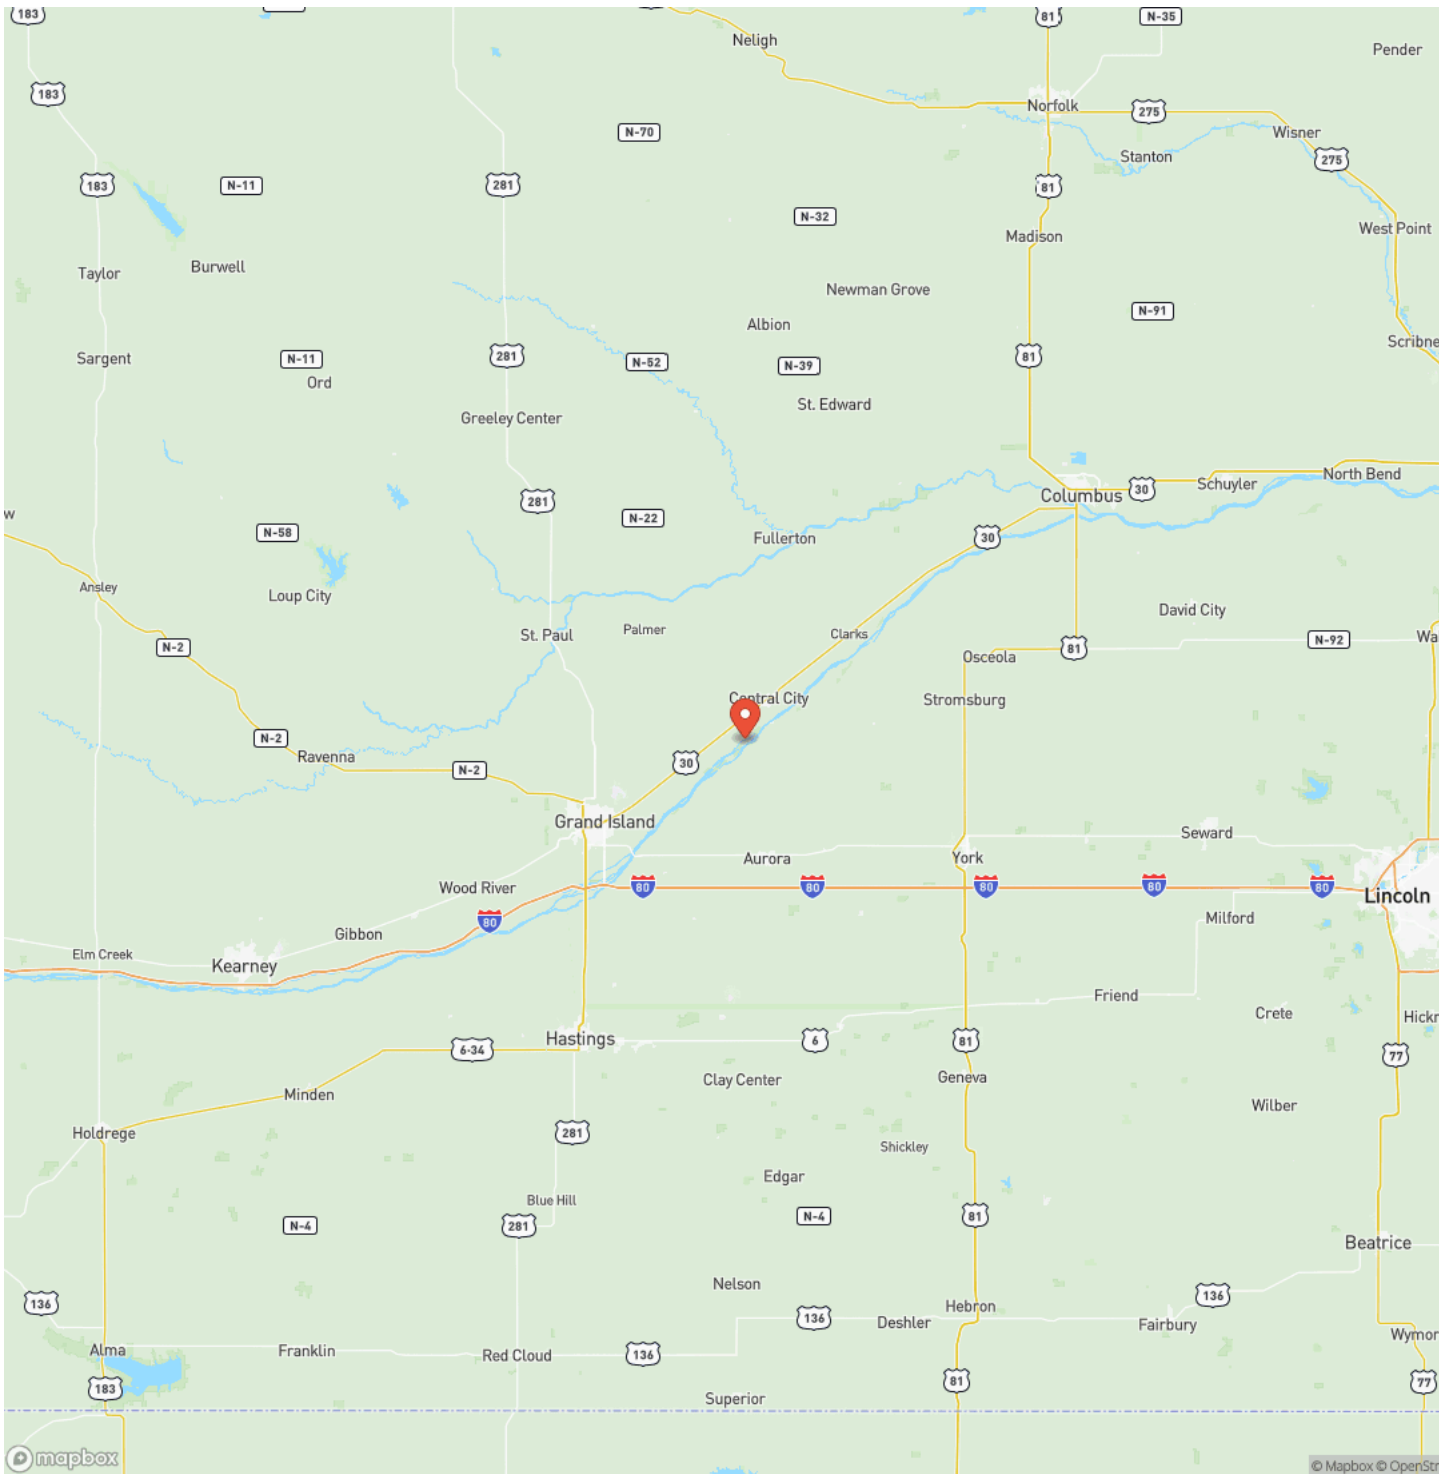 183
81
N-35
Neligh
Pender
183
Norfolk
275
N-70
Wisner
Stanton
275
183
N-11
281
81
N-32
West Point
Madison
Taylor
Burwell
Newman Grove
N-91
Albion
Scribne
Sargent
N-11
281
N-52
N-39
81
Ord
St. Edward
Greeley Center
North Bend
Schuyler
Columbus
30
281
w
N-58
N-22
Fullerton
30
Ansley
Loup City
David City
St. Paul
Palmer
Clarks
N-2
81
N-92
Wa
Osceola
Central City
Stromsburg
N-2
Ravenna
N-2
30
Grand Island
Seward
Aurora
York
Wood River
80
80
80
80
80
Lincoln
80
Milford
Gibbon
Elm Creek
Kearney
Friend
Crete
Hickr
Hastings
6-34
6
81
77
Geneva
Clay Center
Minden
Wilber
Holdrege
281
Shickley
Edgar
Blue Hill
N-4
281
N-4
81
Beatrice
Nelson
136
136
Hebron
136
Deshler
Fairbury
Wymor
Alma
Franklin
Red Cloud
136
183
81
77
Superior
mapbox
© Mapbox © OpenStr